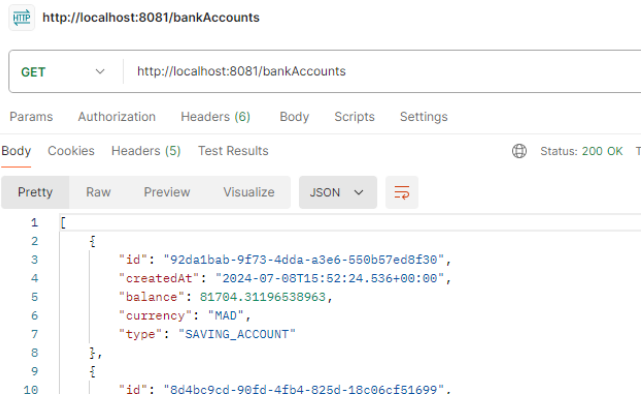 HTTP http://localhost:8081/bankAccounts
GET http://localhost:8081/bankAccounts
Params Authorization Headers (6) Body Scripts Settings
Body Cookies Headers (5) Test Results Status: 200 OK T
Pretty Raw Preview Visualize JSON
1 [
2 {
3 "id": "92da1bab-9f73-4dda-a3e6-550b57ed8f30",
4 "createdAt": "2024-07-08T15:52:24.536+00:00",
5 "balance": 81704.31196538963,
6 "currency": "MAD",
7 "type": "SAVING_ACCOUNT"
8 },
9 {
10 "id": "8d4bc9cd-90fd-4fb4-825d-18c06cf51699",